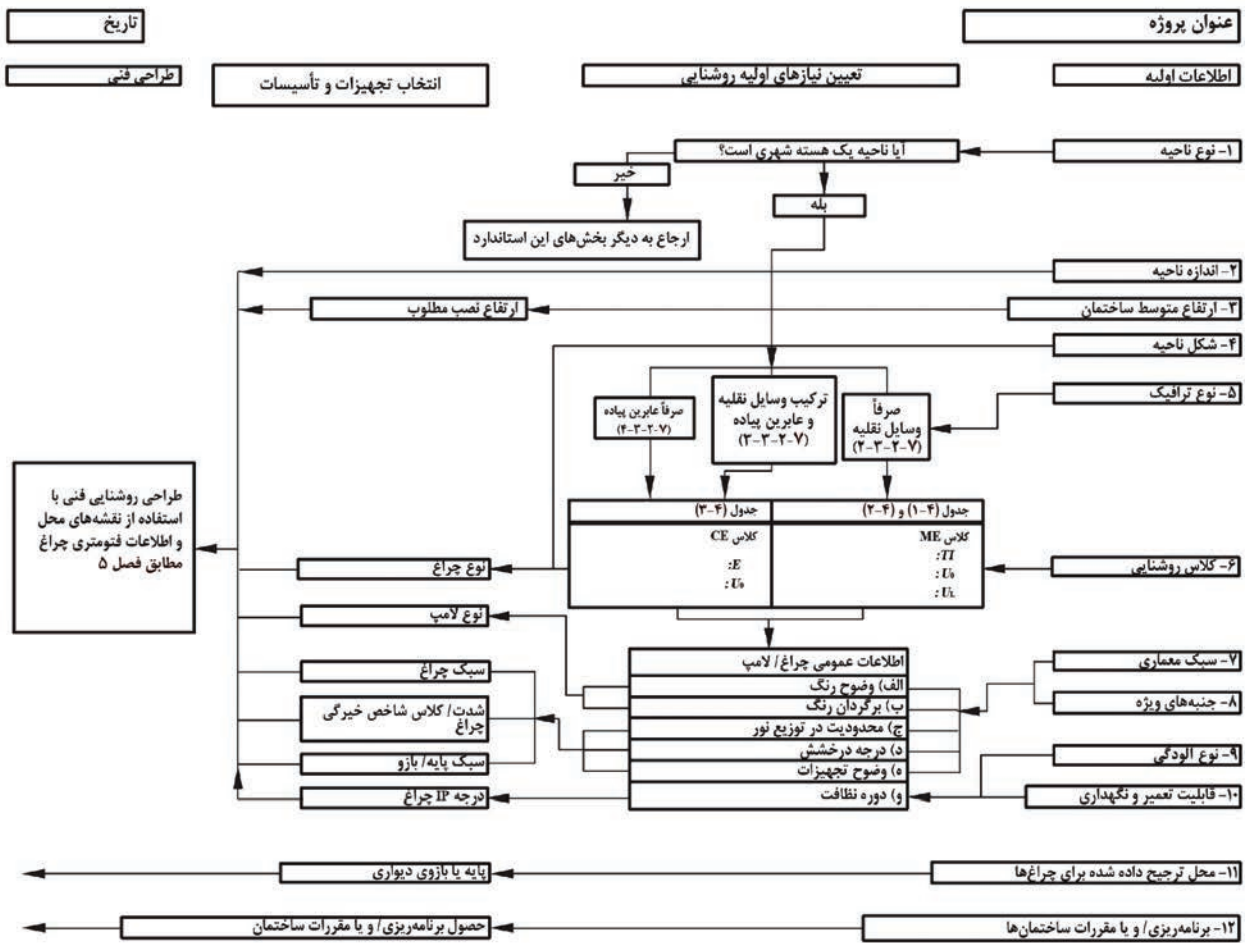 عنوان پروژه
تاریخ
اطلاعات اولیه
تعیین نیازهای اولیه روشنایی
انتخاب تجهیزات و تأسیسات
طراحی فنی
۱- نوع ناحیه
آیا ناحیه یک هسته شهری است؟
خیر
بله
ارجاع به دیگر بخش‌های این استاندارد
۲- اندازه ناحیه
۳- ارتفاع متوسط ساختمان
ارتفاع نصب مطلوب
۴- شکل ناحیه
۵- نوع ترافیک
صرفاً
وسایل نقلیه
(۷-۲-۳-۲)
ترکیب وسایل نقلیه
و عابرین پیاده
(۷-۲-۳-۳)
صرفاً عابرین پیاده
(۷-۲-۳-۴)
جدول (۴-۱) و (۴-۲)
کلاس ME
TI:
U₀ :
U_L :
جدول (۴-۳)
کلاس CE
E:
U₀ :
۶- کلاس روشنایی
نوع چراغ
نوع لامپ
سبک چراغ
شدت/ کلاس شاخص خیرگی
چراغ
سبک پایه/ بازو
درجه IP چراغ
طراحی روشنایی فنی با
استفاده از نقشه‌های محل
و اطلاعات فتومتری چراغ
مطابق فصل ۵
اطلاعات عمومی چراغ/ لامپ
الف) وضوح رنگ
ب) برگردان رنگ
ج) محدودیت در توزیع نور
د) درجه درخشش
ه) وضوح تجهیزات
و) دوره نظافت
۷- سبک معماری
۸- جنبه‌های ویژه
۹- نوع آلودگی
۱۰- قابلیت تعمیر و نگهداری
۱۱- محل ترجیح داده شده برای چراغ‌ها
پایه یا بازوی دیواری
۱۲- برنامه‌ریزی/ و یا مقررات ساختمان‌ها
حصول برنامه‌ریزی/ و یا مقررات ساختمان